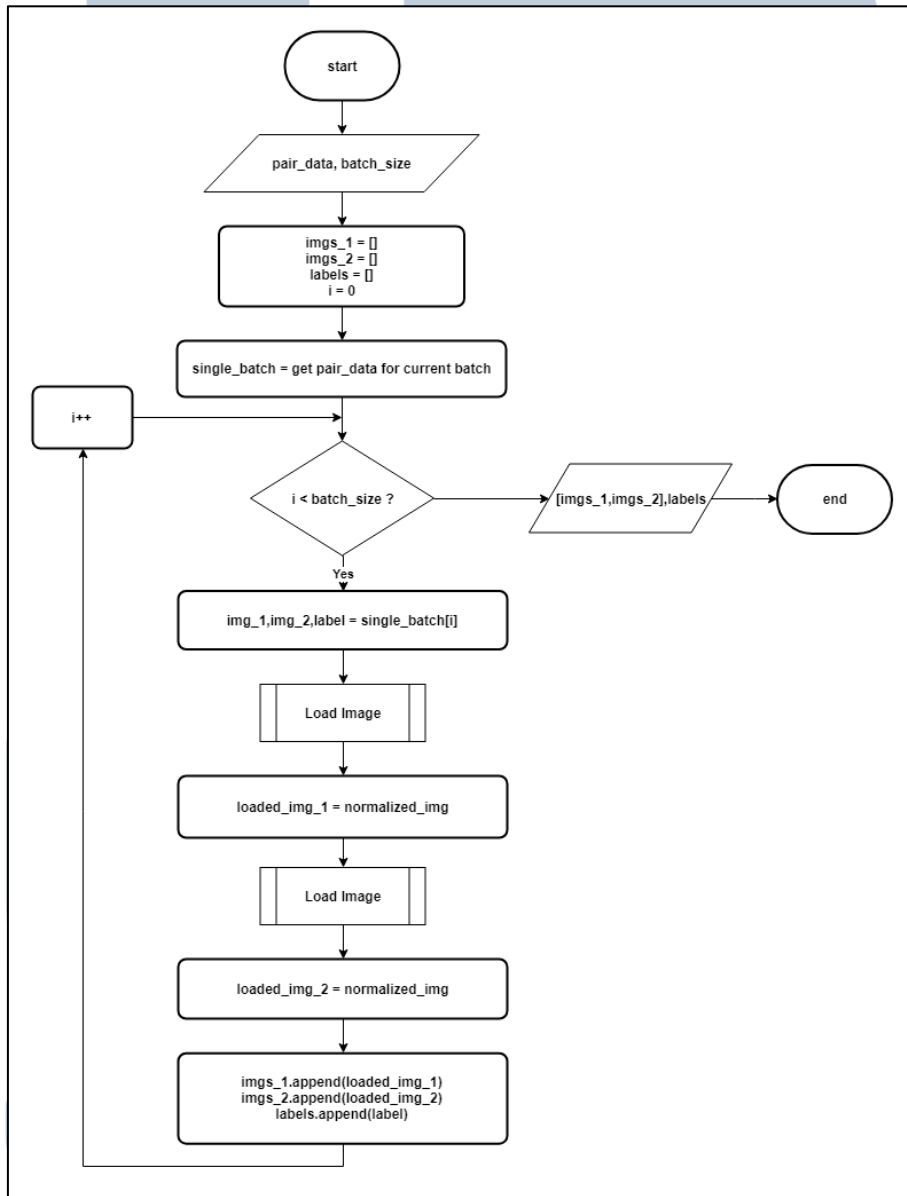 start
pair_data, batch_size
imgs_1 = []
imgs_2 = []
labels = []
i = 0
single_batch = get pair_data for current batch
i++
i < batch_size ?
[imgs_1,imgs_2],labels
end
Yes
img_1,img_2,label = single_batch[i]
Load Image
loaded_img_1 = normalized_img
Load Image
loaded_img_2 = normalized_img
imgs_1.append(loaded_img_1)
imgs_2.append(loaded_img_2)
labels.append(label)